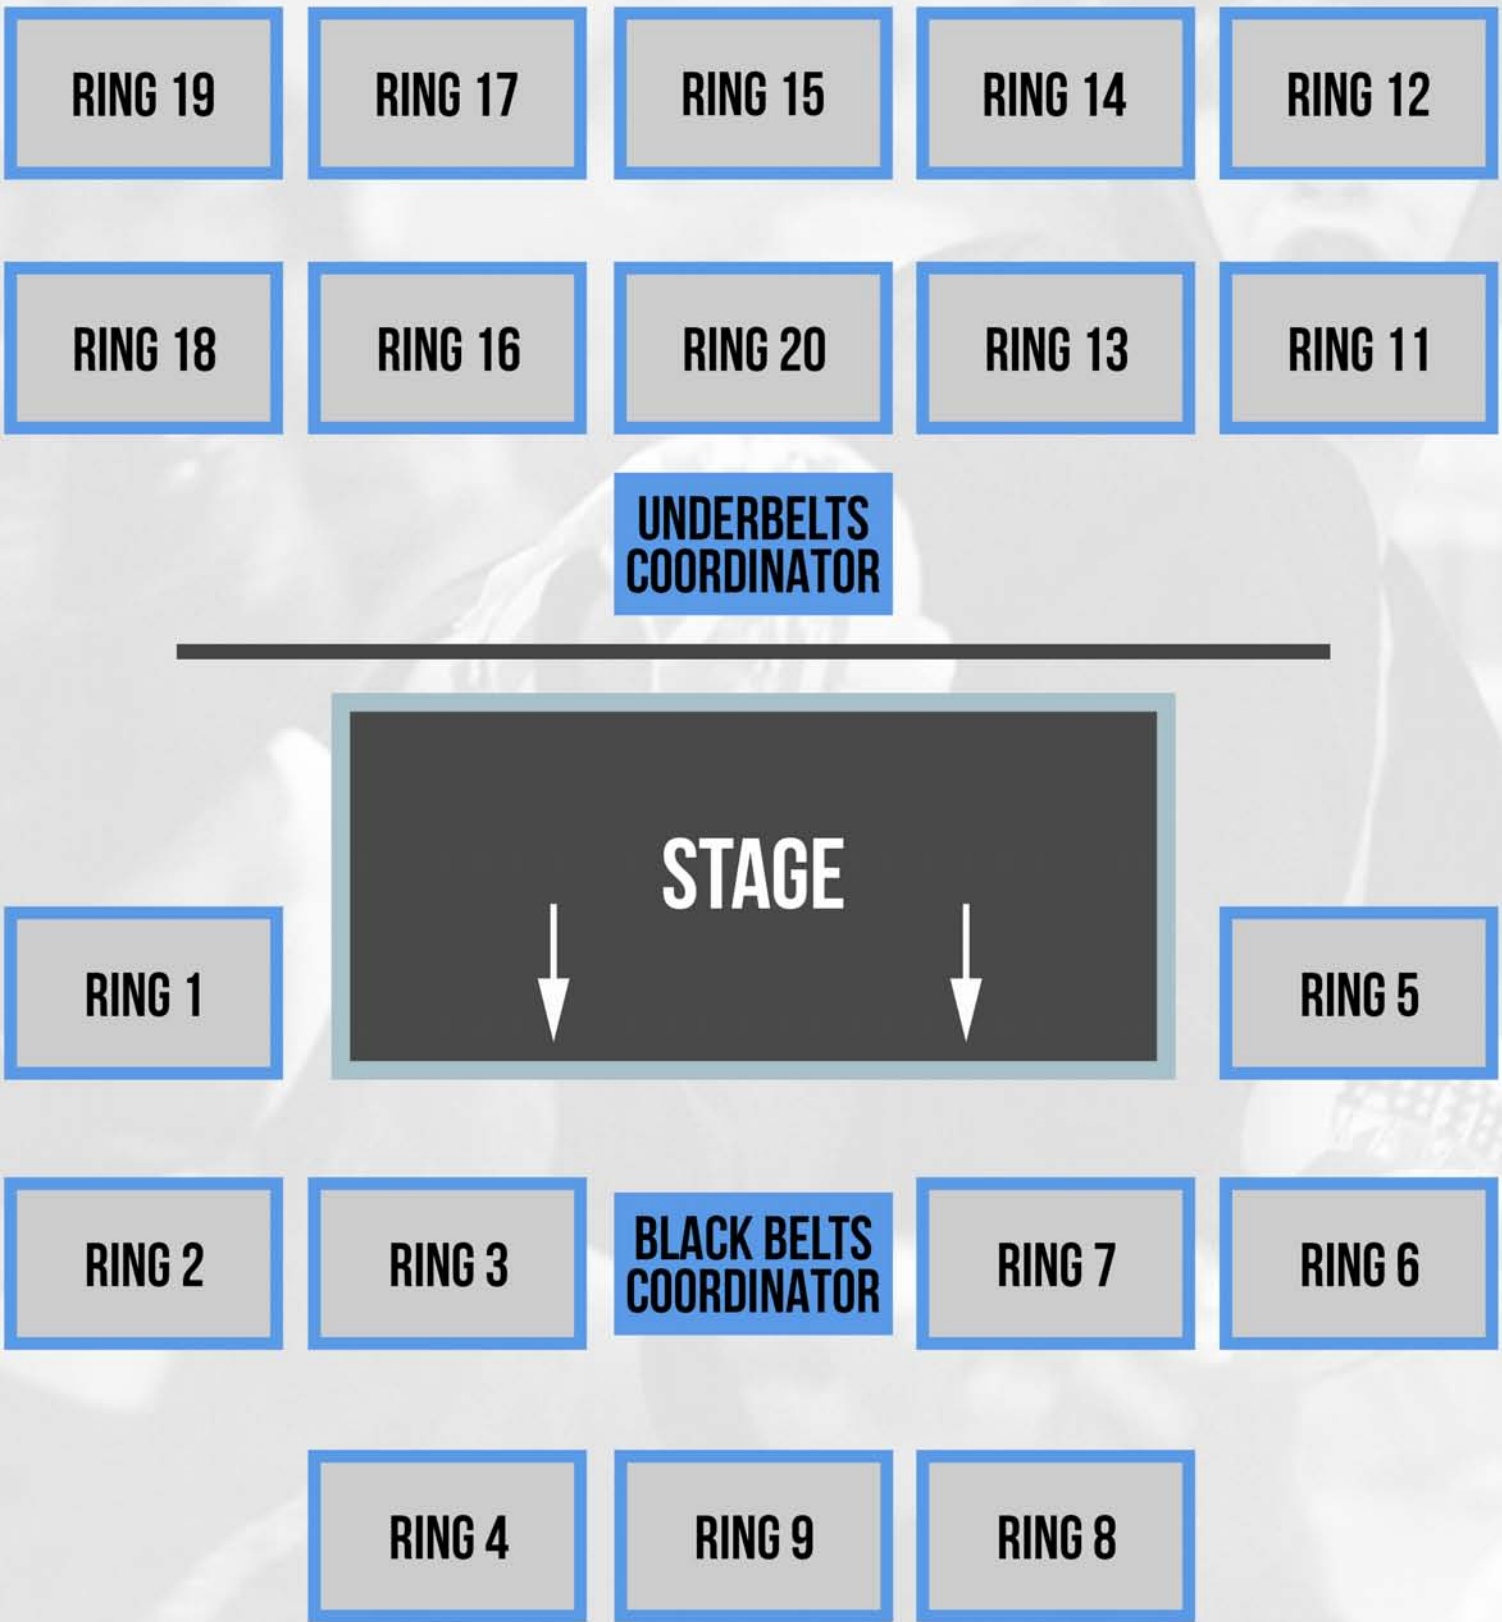 RING 19
RING 17
RING 15
RING 14
RING 12
RING 18
RING 16
RING 20
RING 13
RING 11
UNDERBELTS
COORDINATOR
STAGE
RING 1
RING 5
RING 2
RING 3
BLACK BELTS
COORDINATOR
RING 7
RING 6
RING 4
RING 9
RING 8